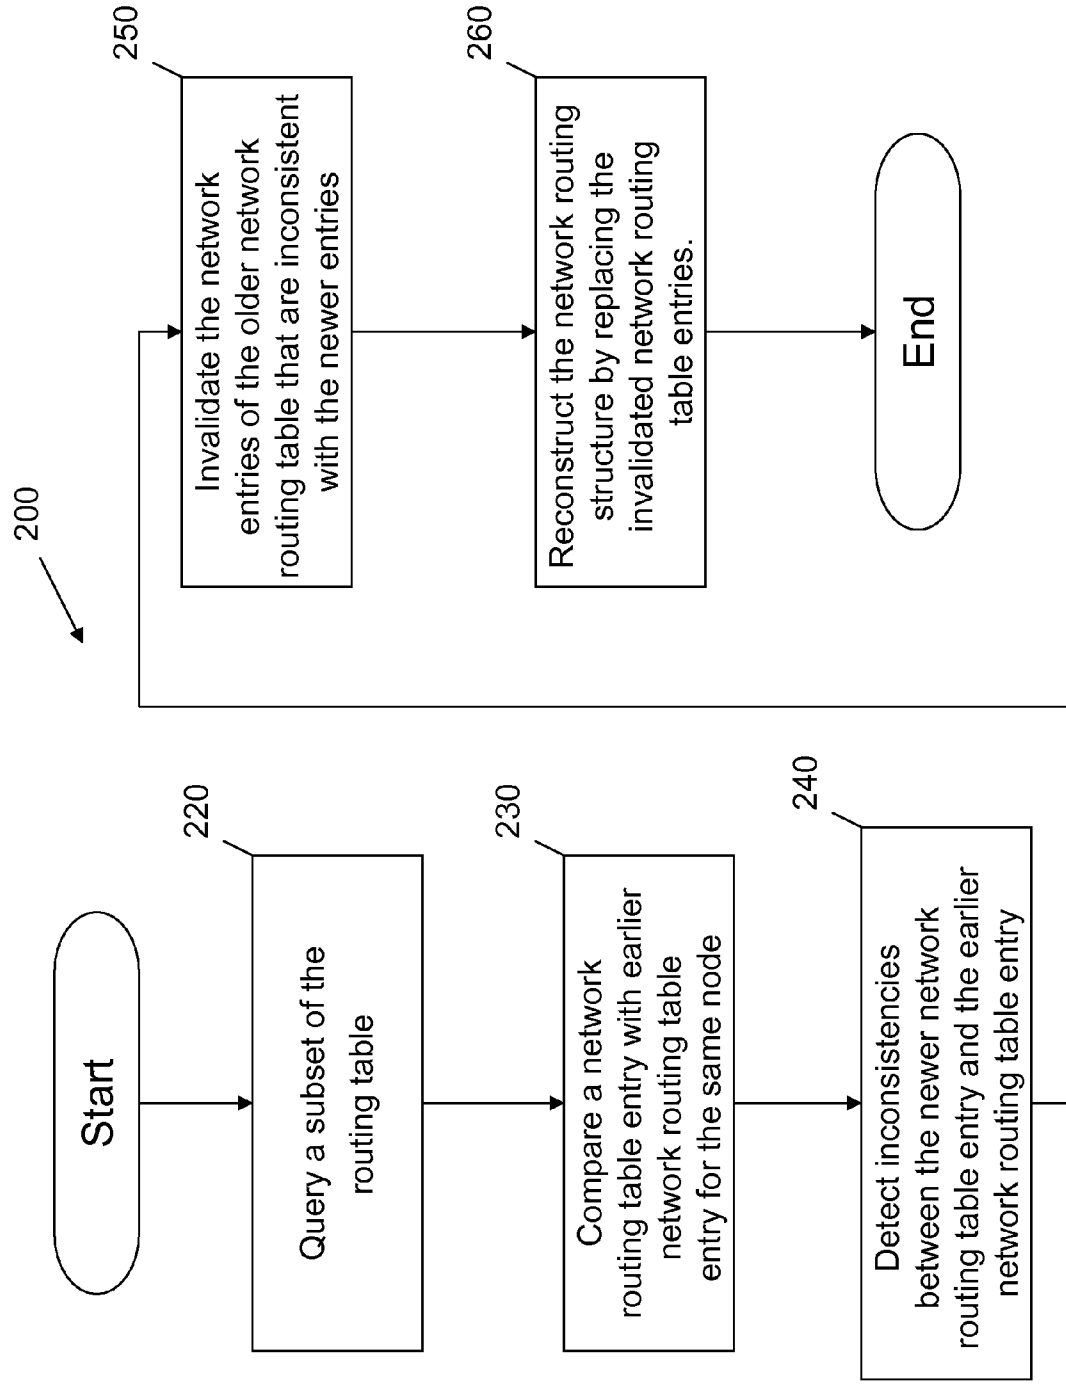 200
Start
220
Query a subset of the
routing table
230
Compare a network
routing table entry with earlier
network routing table
entry for the same node
240
Detect inconsistencies
between the newer network
routing table entry and the earlier
network routing table entry
250
Invalidate the network
entries of the older network
routing table that are inconsistent
with the newer entries
260
Reconstruct the network routing
structure by replacing the
invalidated network routing
table entries.
End